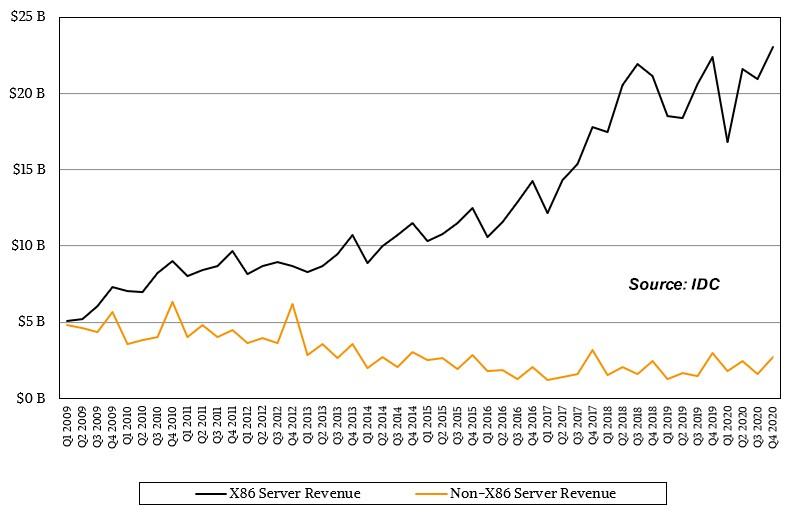 $25 B
$20 B
$15 B
$10 B
$5 B
$0 B
Source: IDC
Q1 2009
Q2 2009
Q3 2009
Q4 2009
Q1 2010
Q2 2010
Q3 2010
Q4 2010
Q1 2011
Q2 2011
Q3 2011
Q4 2011
Q1 2012
Q2 2012
Q3 2012
Q4 2012
Q1 2013
Q2 2013
Q3 2013
Q4 2013
Q1 2014
Q2 2014
Q3 2014
Q4 2014
Q1 2015
Q2 2015
Q3 2015
Q4 2015
Q1 2016
Q2 2016
Q3 2016
Q4 2016
Q1 2017
Q2 2017
Q3 2017
Q4 2017
Q1 2018
Q2 2018
Q3 2018
Q4 2018
Q1 2019
Q2 2019
Q3 2019
Q4 2019
Q1 2020
Q2 2020
Q3 2020
Q4 2020
X86 Server Revenue
Non-X86 Server Revenue